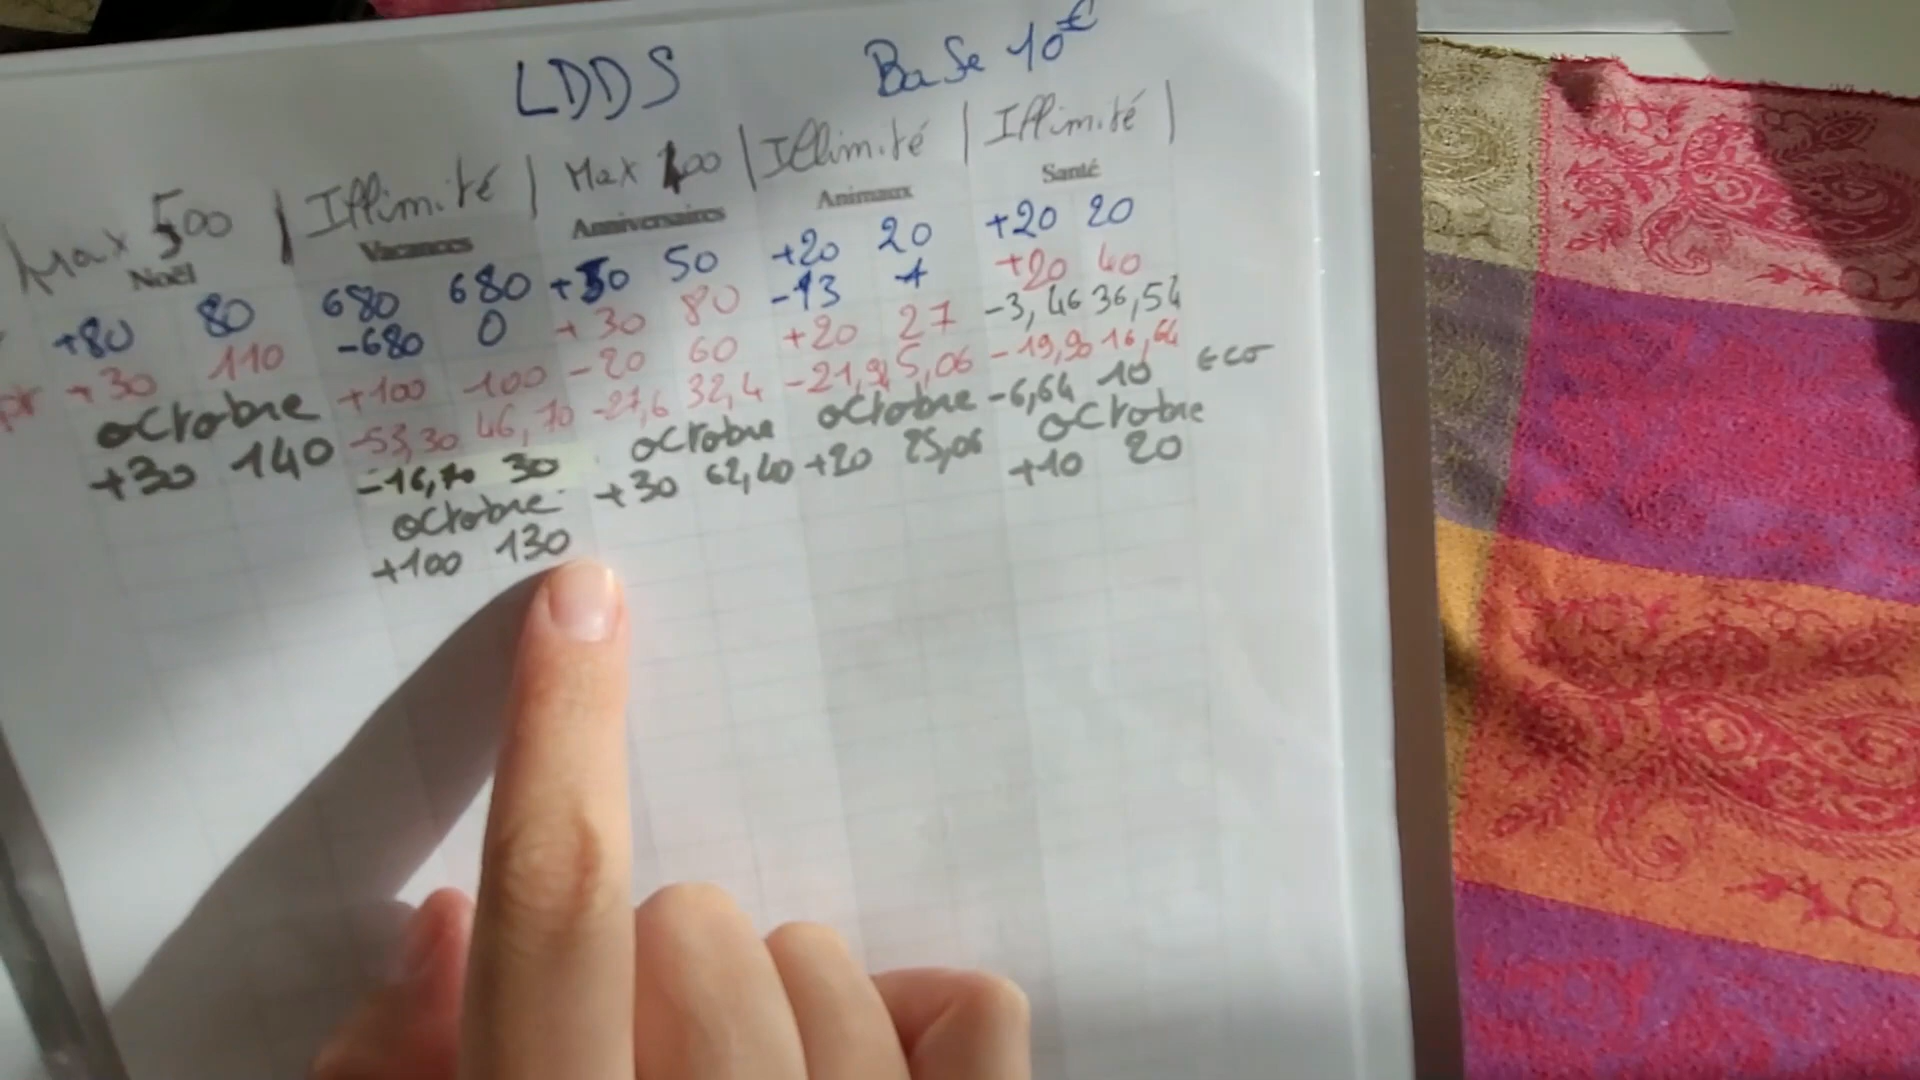 LDDS Base 10€
Max 500 | Illimité | Max 100 | Illimité | Illimité |
Noël Vacances Anniversaires Animaux Santé
+80 80 680 680 +50 50 +20 20 +20 20
+30 110 -680 0 +30 80 -13 7 +20 40
octobre +100 100 -20 60 +20 27 -3,46 36,54
+30 140 -53,30 46,70 -27,6 32,4 -21,94 5,06 -19,90 16,64
-16,70 30 octobre octobre -6,64 10 eco
octobre +30 62,40 +20 25,06 octobre
+100 130 +10 20